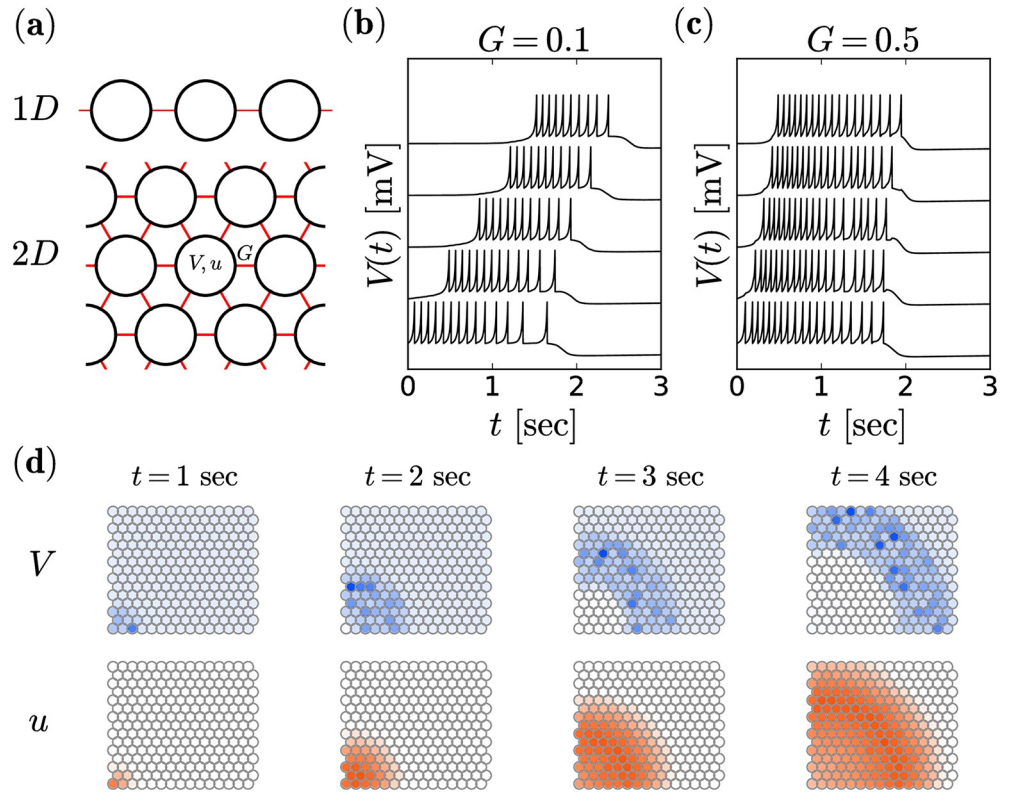 (a)
1D
2D
V, u
G
(b)
G = 0.1
V(t) [mV]
0 1 2 3
t [sec]
(c)
G = 0.5
V(t) [mV]
0 1 2 3
t [sec]
(d)
t = 1 sec t = 2 sec t = 3 sec t = 4 sec
V
u